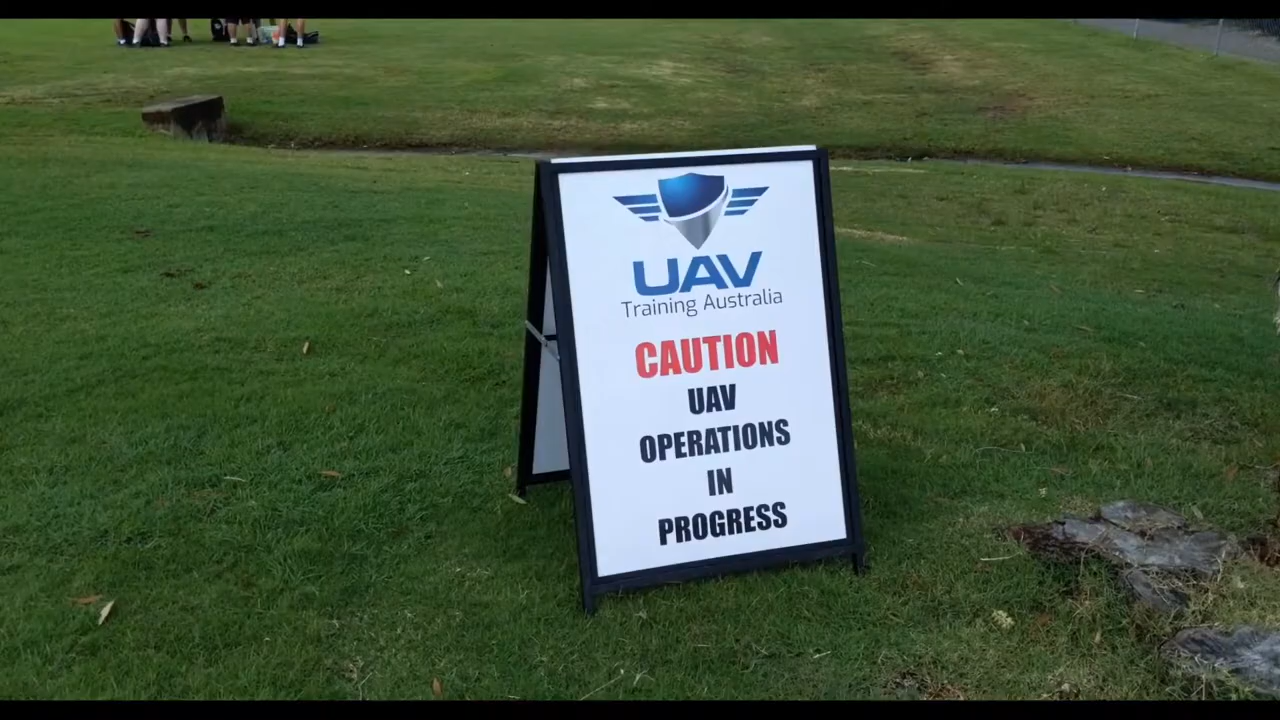 UAV
Training Australia
CAUTION
UAV
OPERATIONS
IN
PROGRESS